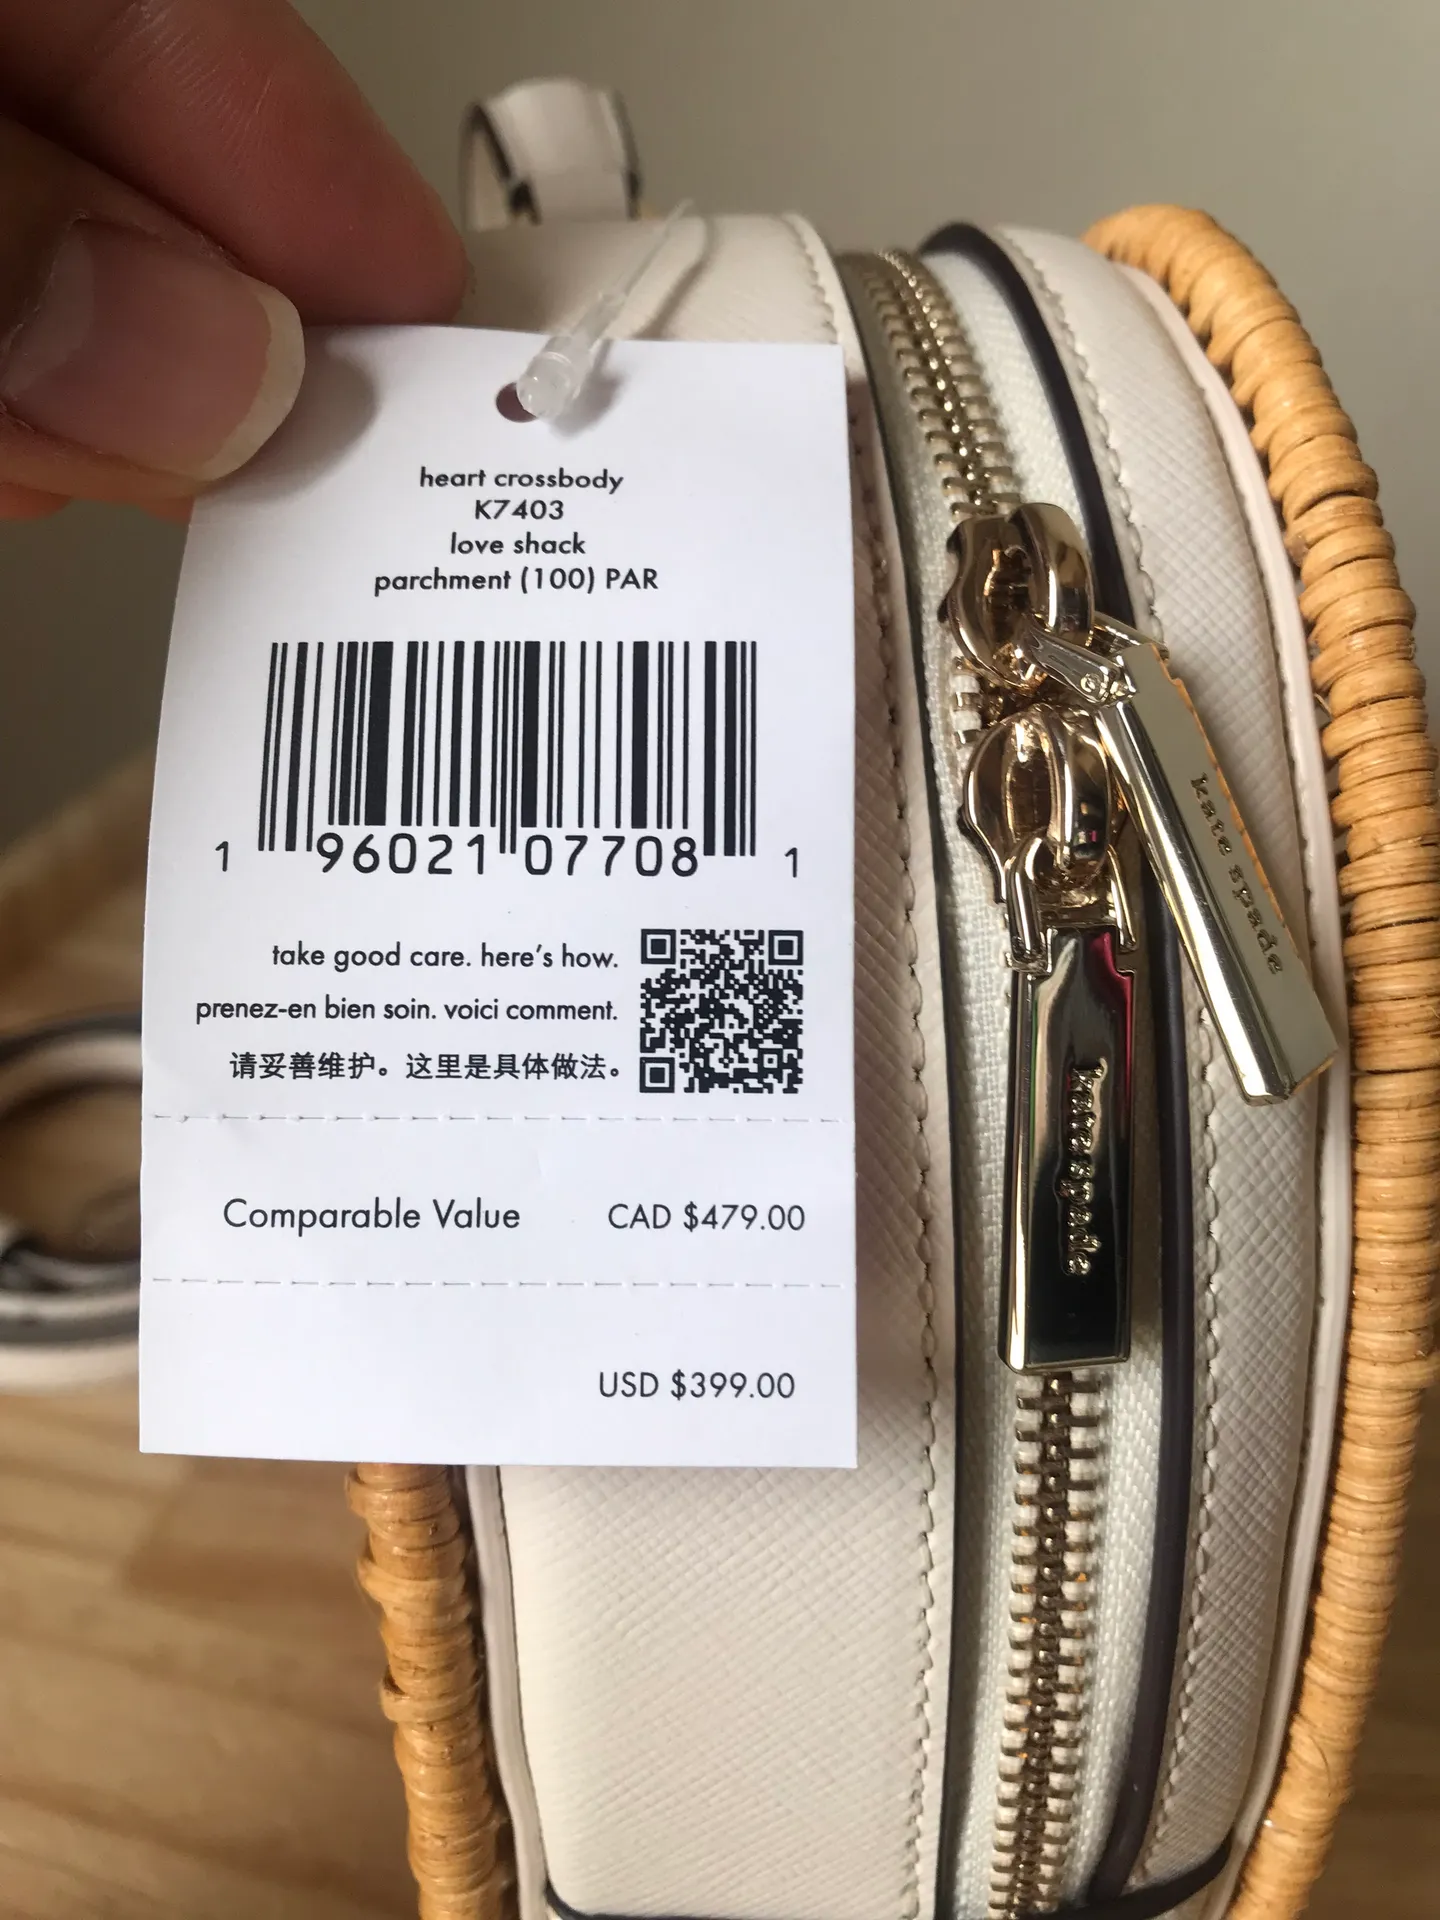 heart crossbody
K7403
love shack
parchment (100) PAR
1 96021 07708 1
take good care. here's how.
prenez-en bien soin. voici comment.
请妥善维护。这里是具体做法。
Comparable Value CAD $479.00
USD $399.00
kate spade
kate spade